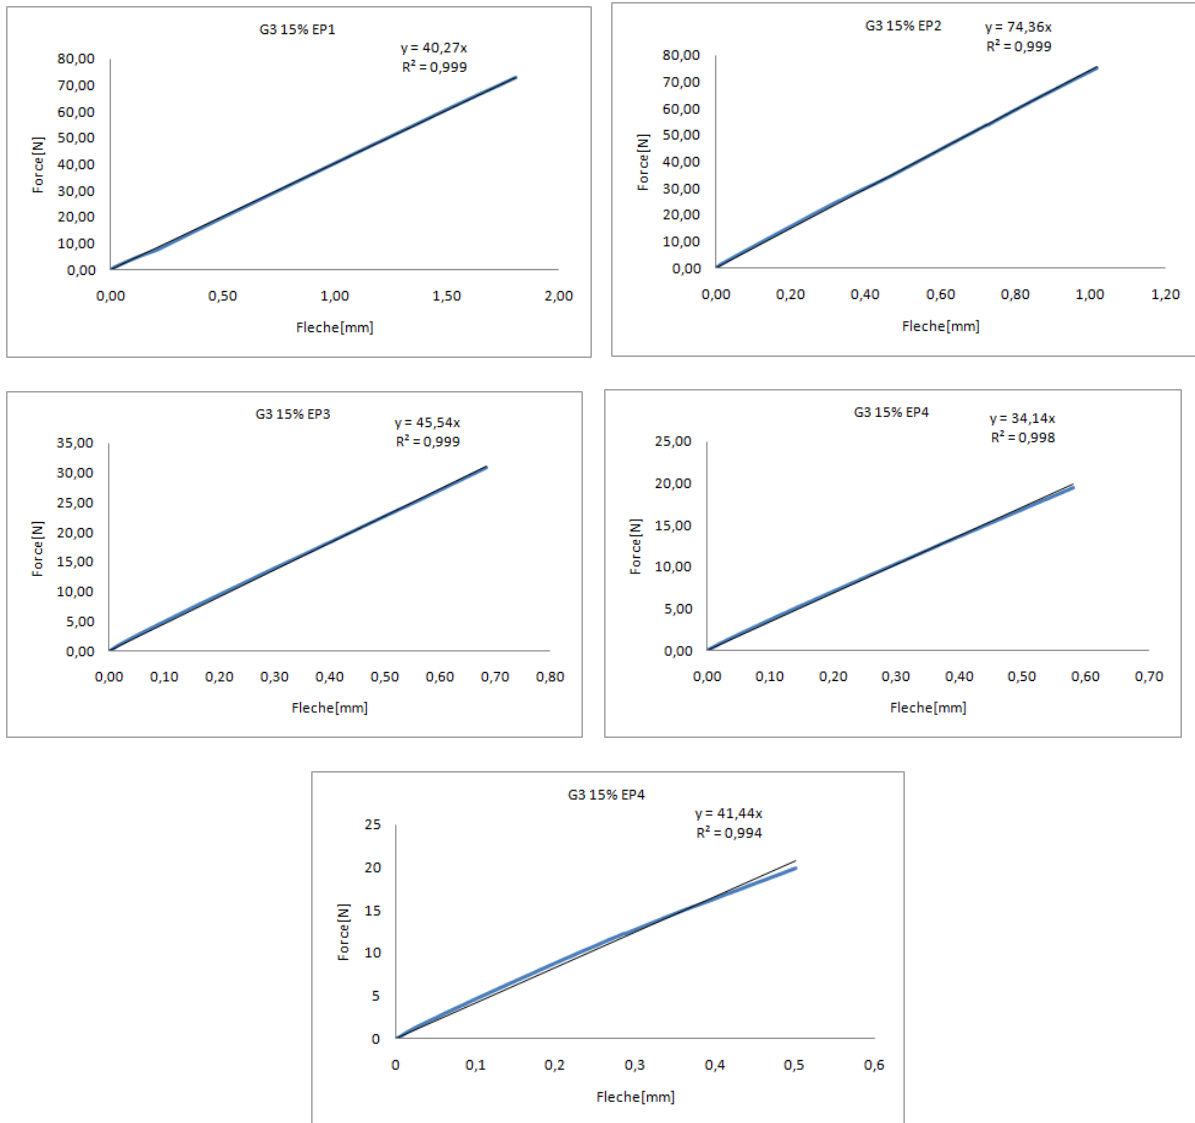 G3 15% EP1
y = 40,27x
R² = 0,999
80,00
70,00
60,00
50,00
40,00
30,00
20,00
10,00
0,00
Force[N]
0,00 0,50 1,00 1,50 2,00
Fleche[mm]
G3 15% EP2
y = 74,36x
R² = 0,999
80,00
70,00
60,00
50,00
40,00
30,00
20,00
10,00
0,00
Force[N]
0,00 0,20 0,40 0,60 0,80 1,00 1,20
Fleche[mm]
G3 15% EP3
y = 45,54x
R² = 0,999
35,00
30,00
25,00
20,00
15,00
10,00
5,00
0,00
Force[N]
0,00 0,10 0,20 0,30 0,40 0,50 0,60 0,70 0,80
Fleche[mm]
G3 15% EP4
y = 34,14x
R² = 0,998
25,00
20,00
15,00
10,00
5,00
0,00
Force[N]
0,00 0,10 0,20 0,30 0,40 0,50 0,60 0,70
Fleche[mm]
G3 15% EP4
y = 41,44x
R² = 0,994
25
20
15
10
5
0
Force[N]
0 0,1 0,2 0,3 0,4 0,5 0,6
Fleche[mm]